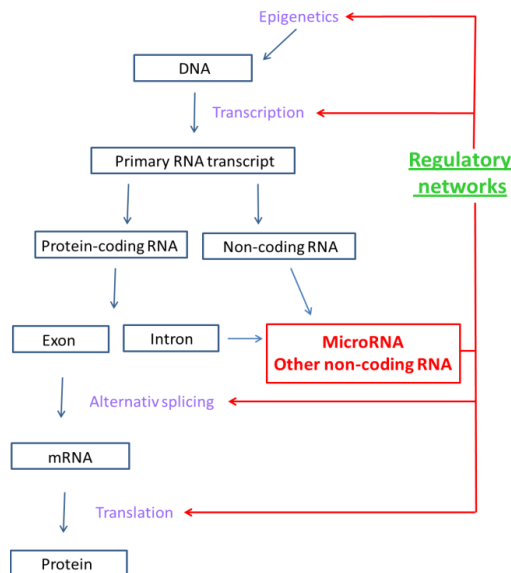 Epigenetics
DNA
Transcription
Primary RNA transcript
Regulatory
networks
Protein-coding RNA
Non-coding RNA
Exon
Intron
MicroRNA
Other non-coding RNA
Alternativ splicing
mRNA
Translation
Protein